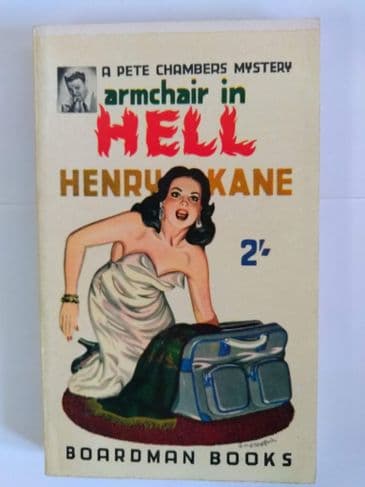 A PETE CHAMBERS MYSTERY
armchair in
HELL
HENRY KANE
2/-
BOARDMAN BOOKS